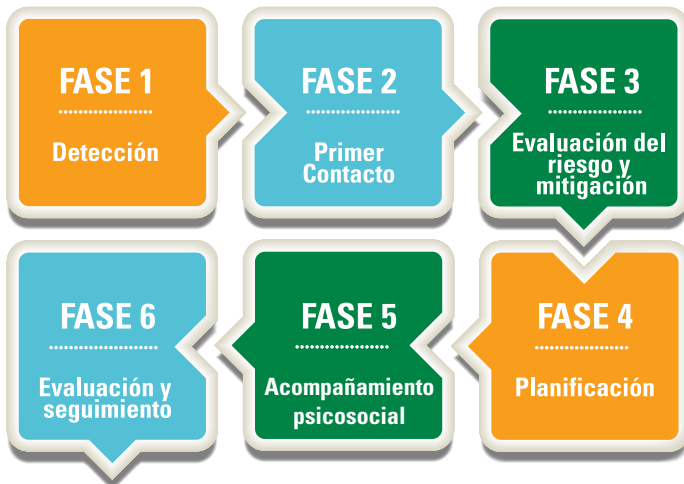 FASE 1
Detección
FASE 2
Primer
Contacto
FASE 3
Evaluación del
riesgo y
mitigación
FASE 4
Planificación
FASE 5
Acompañamiento
psicosocial
FASE 6
Evaluación y
seguimiento